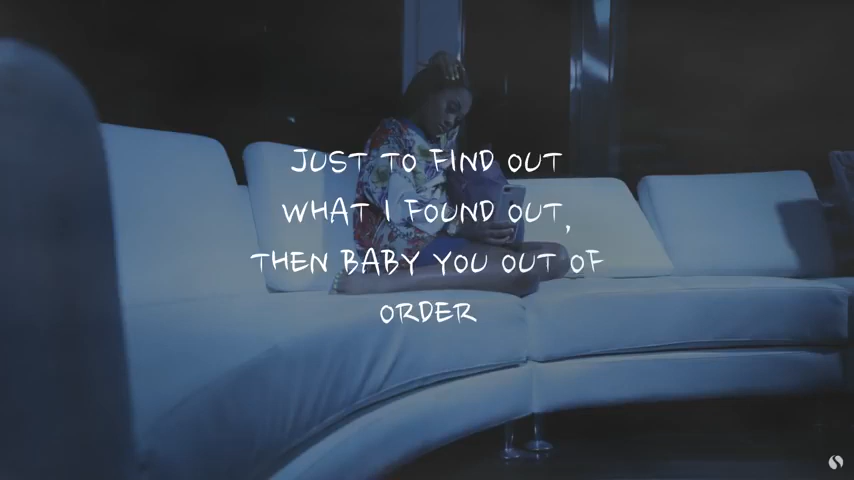 JUST TO FIND OUT
WHAT I FOUND OUT,
THEN BABY YOU OUT OF
ORDER